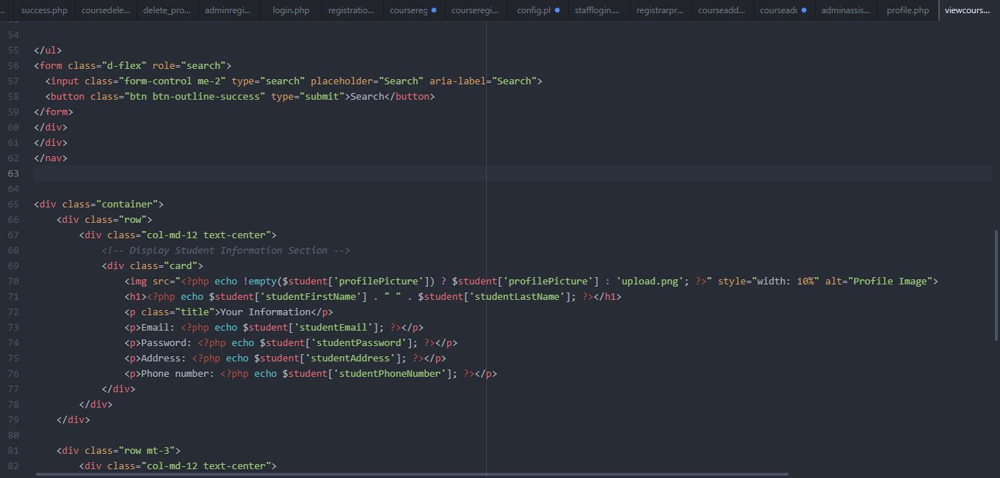 ...
success.php
coursedele...
delete_pro...
adminregi...
login.php
registratio...
coursereg
courseregi...
config.pl
stafflogin....
registrarpr...
courseadd...
courseadd
adminassis...
profile.php
viewcours...
54
55 </ul>
56 <form class="d-flex" role="search">
57 <input class="form-control me-2" type="search" placeholder="Search" aria-label="Search">
58 <button class="btn btn-outline-success" type="submit">Search</button>
59 </form>
60 </div>
61 </div>
62 </nav>
63
64
65 <div class="container">
66 <div class="row">
67 <div class="col-md-12 text-center">
68 <!-- Display Student Information Section -->
69 <div class="card">
70 <img src="<?php echo !empty($student['profilePicture']) ? $student['profilePicture'] : 'upload.png'; ?>" style="width: 10%" alt="Profile Image">
71 <h1><?php echo $student['studentFirstName'] . " " . $student['studentLastName']; ?></h1>
72 <p class="title">Your Information</p>
73 <p>Email: <?php echo $student['studentEmail']; ?></p>
74 <p>Password: <?php echo $student['studentPassword']; ?></p>
75 <p>Address: <?php echo $student['studentAddress']; ?></p>
76 <p>Phone number: <?php echo $student['studentPhoneNumber']; ?></p>
77 </div>
78 </div>
79 </div>
80
81 <div class="row mt-3">
82 <div class="col-md-12 text-center">